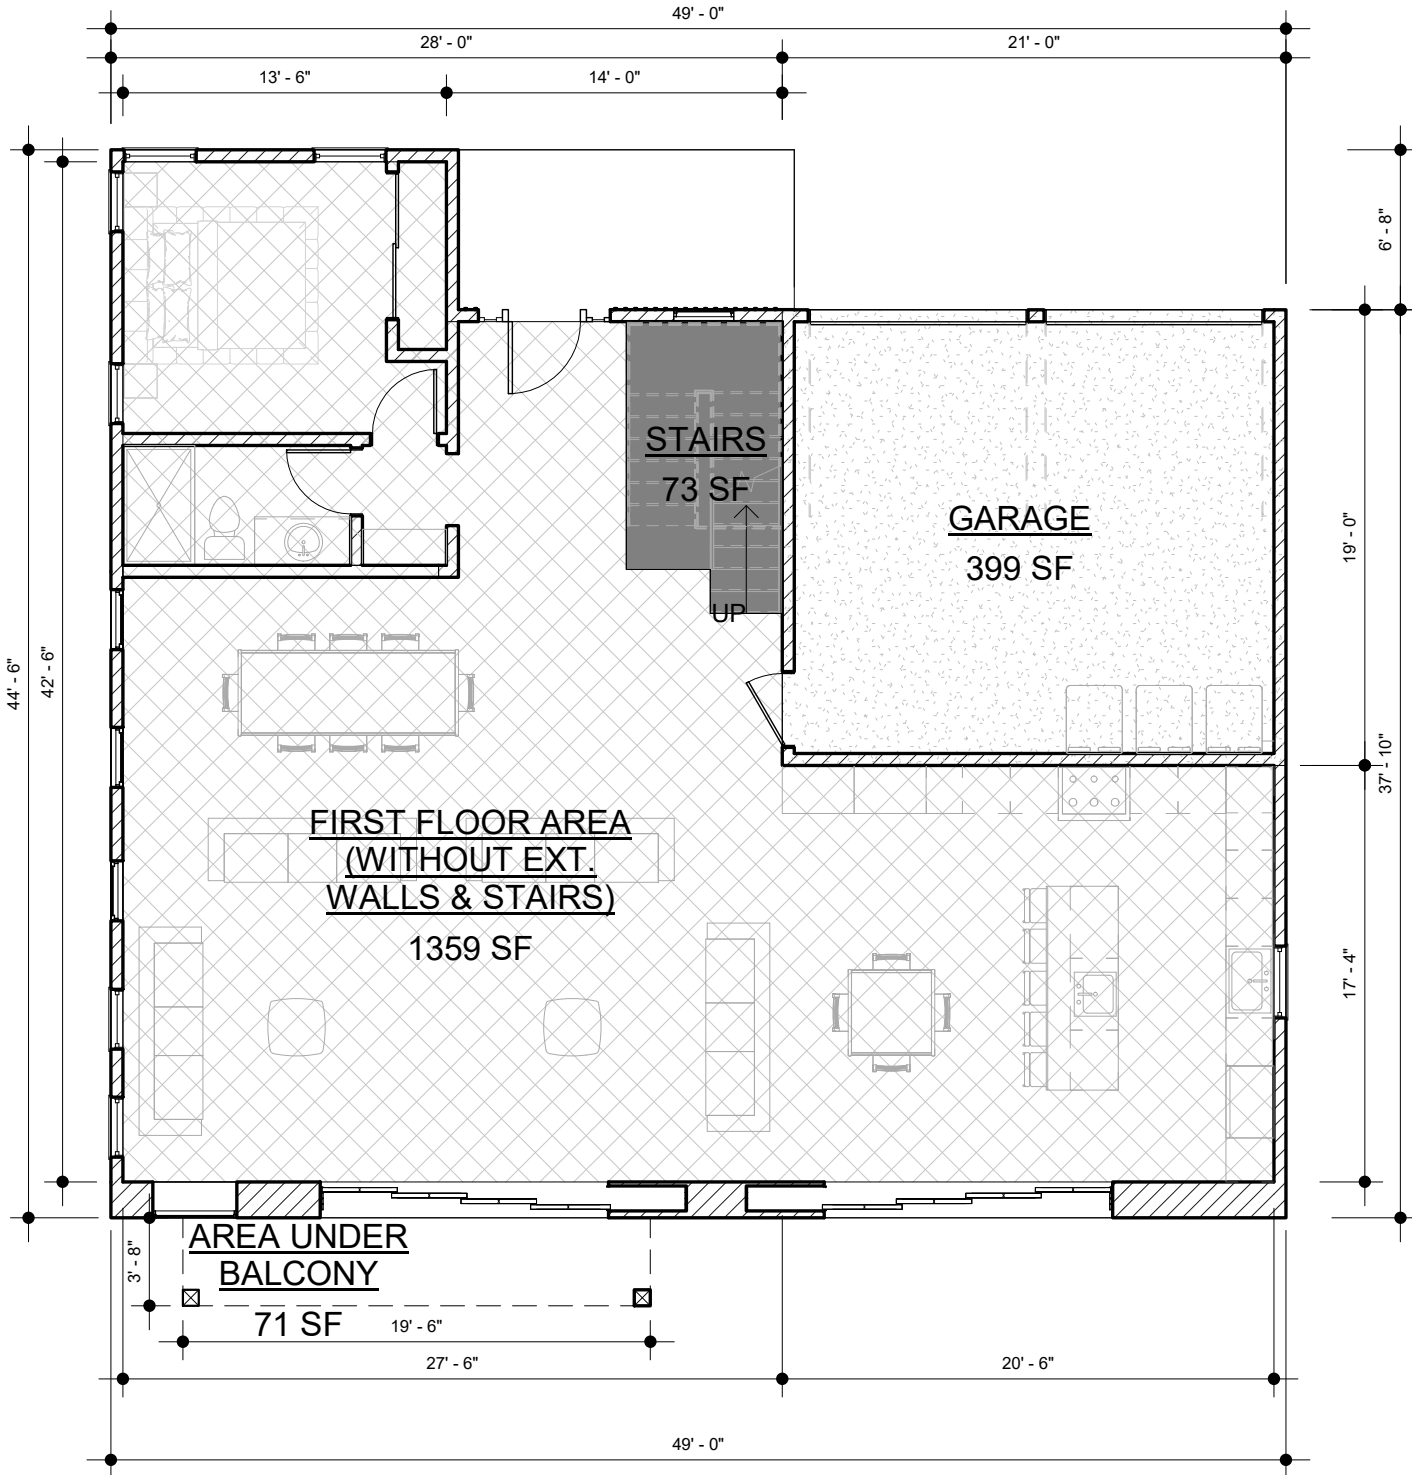 49' - 0"
28' - 0"
21' - 0"
13' - 6"
14' - 0"
6' - 8"
STAIRS
73 SF
GARAGE
399 SF
19' - 0"
UP
44' - 6"
42' - 6"
37' - 10"
FIRST FLOOR AREA
(WITHOUT EXT.
WALLS & STAIRS)
1359 SF
17' - 4"
3' - 8"
AREA UNDER
BALCONY
71 SF
19' - 6"
27' - 6"
20' - 6"
49' - 0"